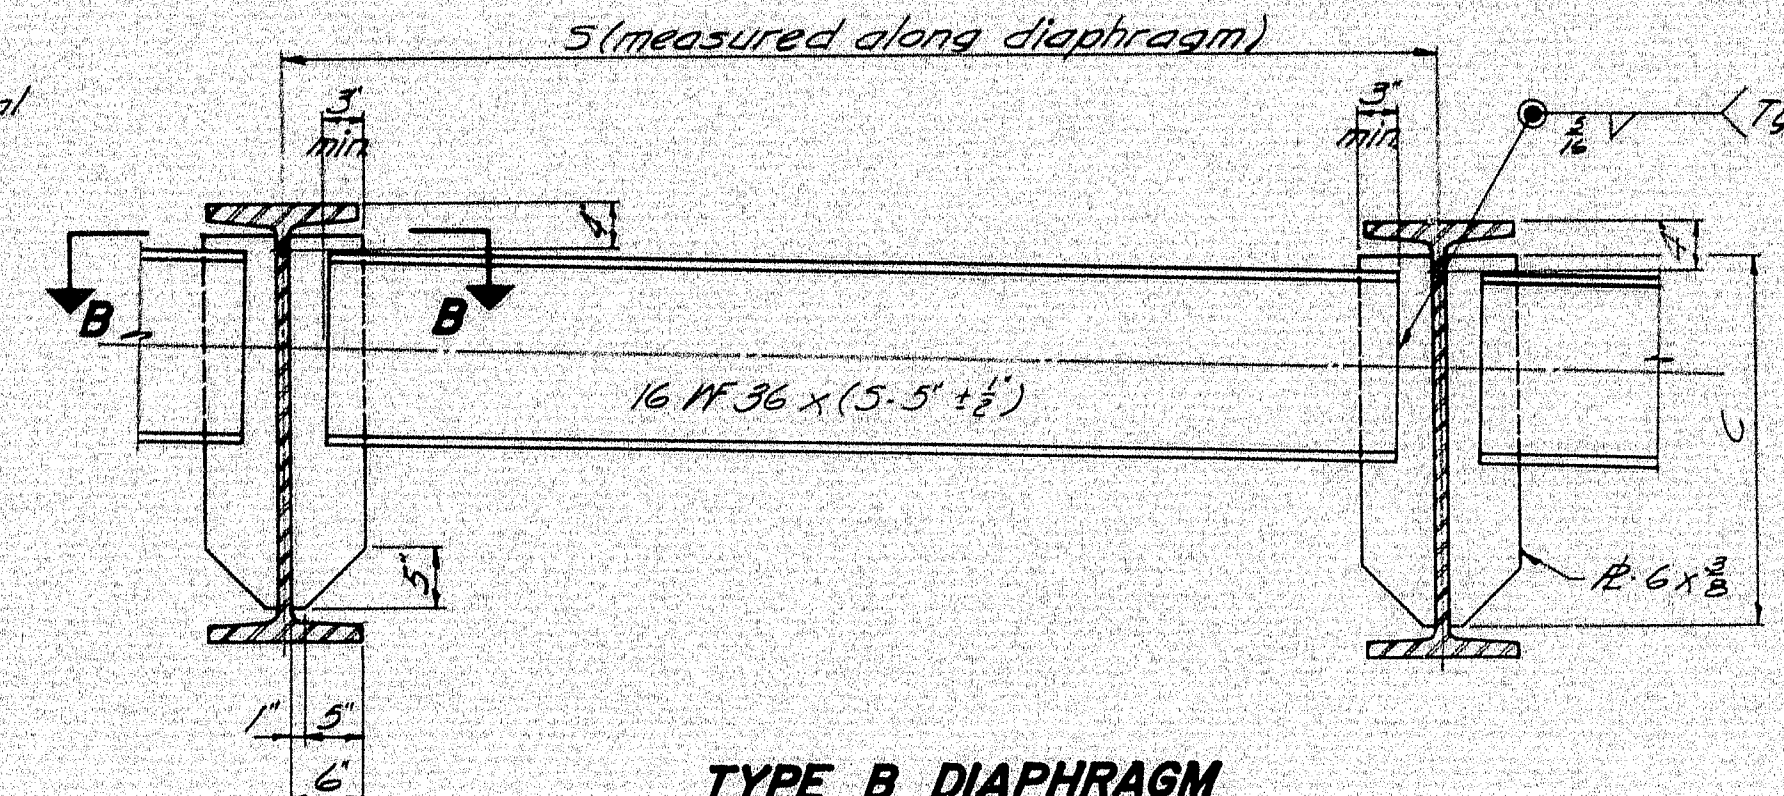 S (measured along diaphragm)
3"
min
3"
min
5/16
A
A
B
B
16 WF 36 x (S-5" ± 1/2")
C
5"
PL 6 x 3/8
1"
5"
6"
TYPE B DIAPHRAGM